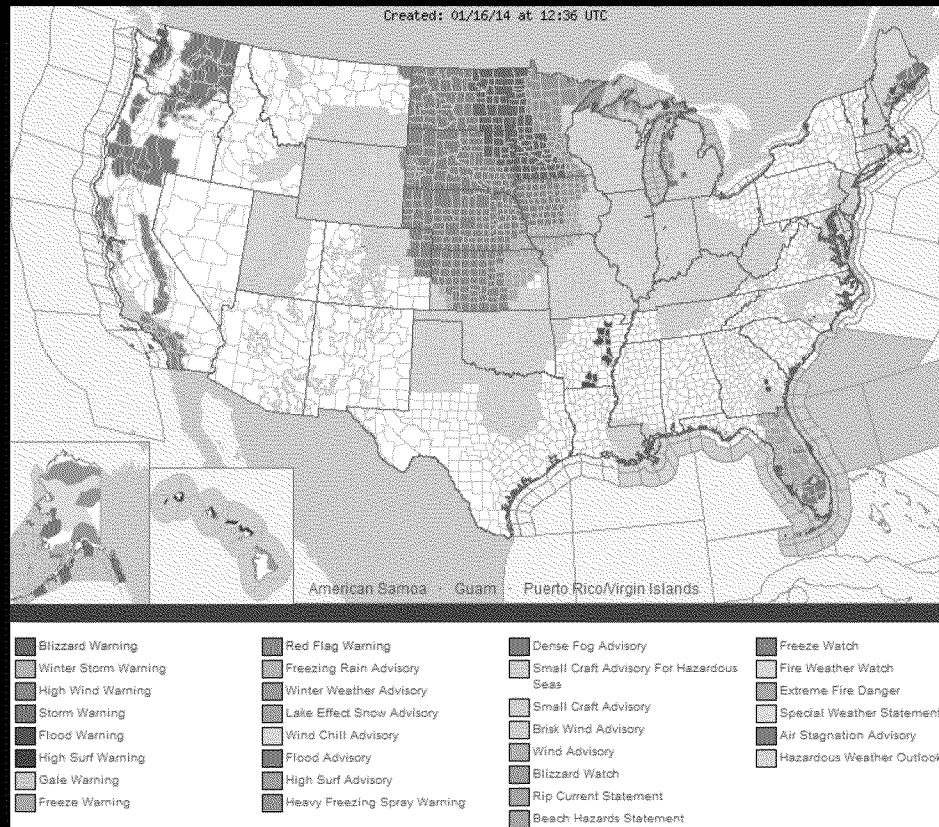 Created: 01/16/14 at 12:36 UTC
American Samoa · Guam · Puerto Rico/Virgin Islands
Blizzard Warning
Winter Storm Warning
High Wind Warning
Storm Warning
Flood Warning
High Surf Warning
Gale Warning
Freeze Warning
Red Flag Warning
Freezing Rain Advisory
Winter Weather Advisory
Lake Effect Snow Advisory
Wind Chill Advisory
Flood Advisory
High Surf Advisory
Heavy Freezing Spray Warning
Dense Fog Advisory
Small Craft Advisory For Hazardous
Seas
Small Craft Advisory
Brisk Wind Advisory
Wind Advisory
Blizzard Watch
Rip Current Statement
Beach Hazards Statement
Freeze Watch
Fire Weather Watch
Extreme Fire Danger
Special Weather Statement
Air Stagnation Advisory
Hazardous Weather Outlook